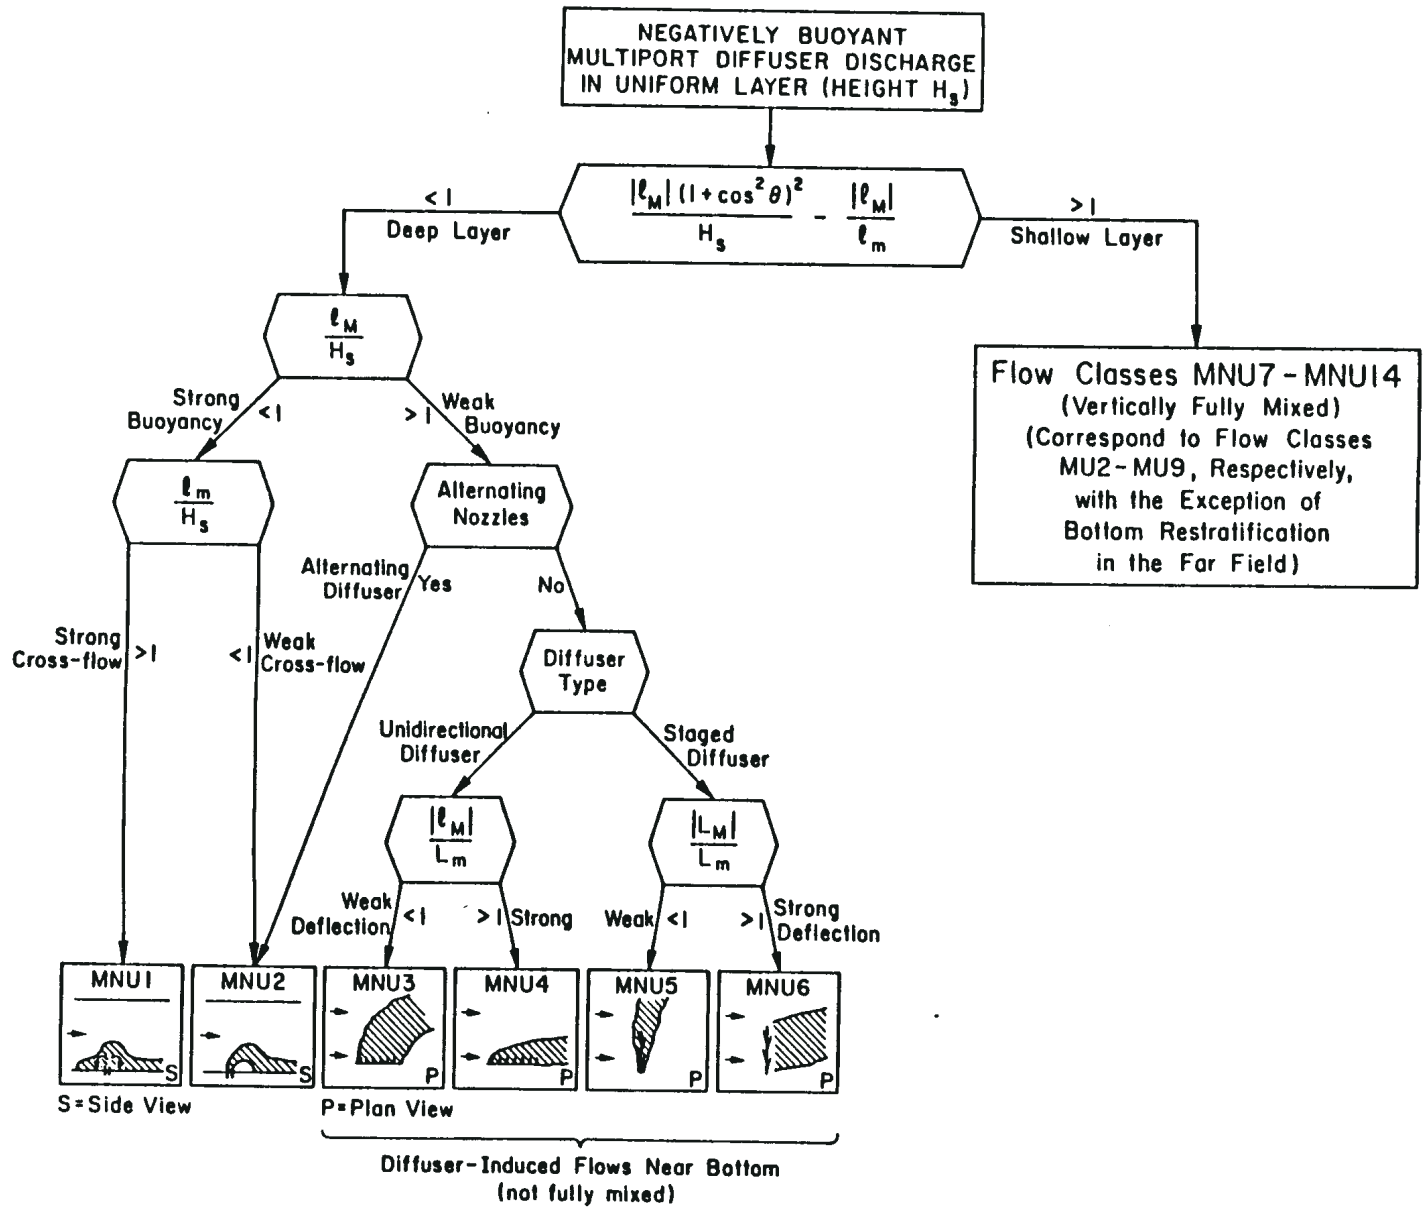 NEGATIVELY BUOYANT
MULTIPORT DIFFUSER DISCHARGE
IN UNIFORM LAYER (HEIGHT Hs)
|ℓM| (1+cos²θ)² / Hs − |ℓM| / ℓm
<1
Deep Layer
>1
Shallow Layer
ℓM / Hs
Flow Classes MNU7-MNU14
(Vertically Fully Mixed)
(Correspond to Flow Classes
MU2-MU9, Respectively,
with the Exception of
Bottom Restratification
in the Far Field)
Strong
Buoyancy
<1
>1
Weak
Buoyancy
ℓm / Hs
Alternating
Nozzles
Alternating
Diffuser
Yes
No
Strong
Cross-flow
>1
<1
Weak
Cross-flow
Diffuser
Type
Unidirectional
Diffuser
Staged
Diffuser
|ℓM| / Lm
|LM| / Lm
Weak
Deflection
<1
>1
Strong
Weak
<1
>1
Strong
Deflection
MNU1
S
MNU2
S
MNU3
P
MNU4
P
MNU5
P
MNU6
P
S=Side View
P=Plan View
Diffuser-Induced Flows Near Bottom
(not fully mixed)